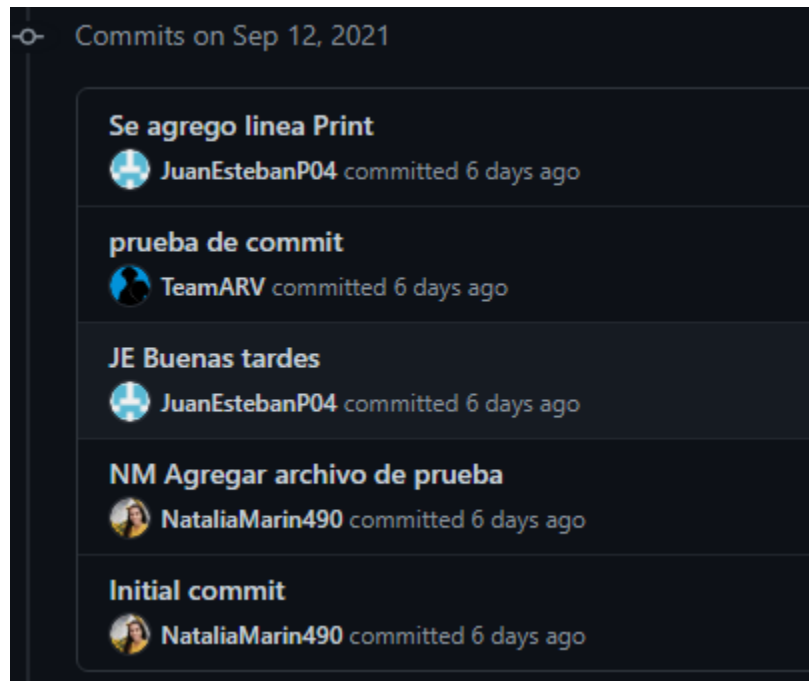 Commits on Sep 12, 2021
Se agrego linea Print
JuanEstebanP04 committed 6 days ago
prueba de commit
TeamARV committed 6 days ago
JE Buenas tardes
JuanEstebanP04 committed 6 days ago
NM Agregar archivo de prueba
NataliaMarin490 committed 6 days ago
Initial commit
NataliaMarin490 committed 6 days ago